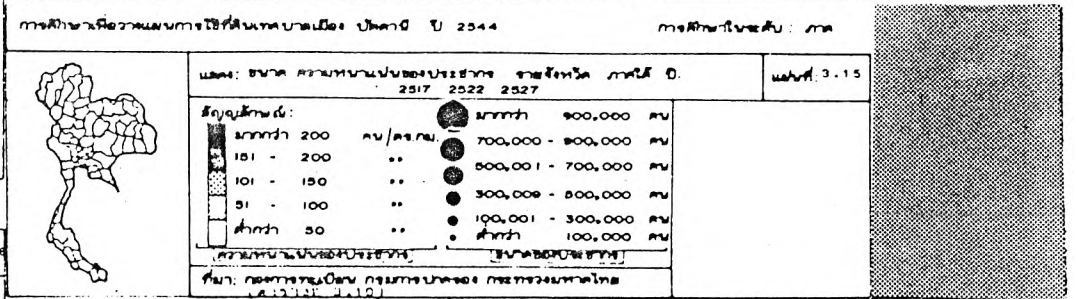 การศึกษาเพื่อวางแผนการใช้ที่ดินเทศบาลเมือง ปัตตานี ปี 2544
การศึกษาในระดับ : ภาค
แสดง: ขนาด ความหนาแน่นของประชากร รายจังหวัด ภาคใต้ ปี.
2517 2522 2527
แผ่นที่ 3.15
สัญญลักษณ์:
มากกว่า 200 คน/ตร.กม.
151 - 200 "
101 - 150 "
51 - 100 "
ต่ำกว่า 50 "
[ความหนาแน่นของประชากร]
มากกว่า 900,000 คน
700,000 - 900,000 คน
500,001 - 700,000 คน
300,009 - 500,000 คน
100,001 - 300,000 คน
ต่ำกว่า 100,000 คน
[ขนาดของประชากร]
ที่มา: กองการทะเบียน กรมการปกครอง กระทรวงมหาดไทย